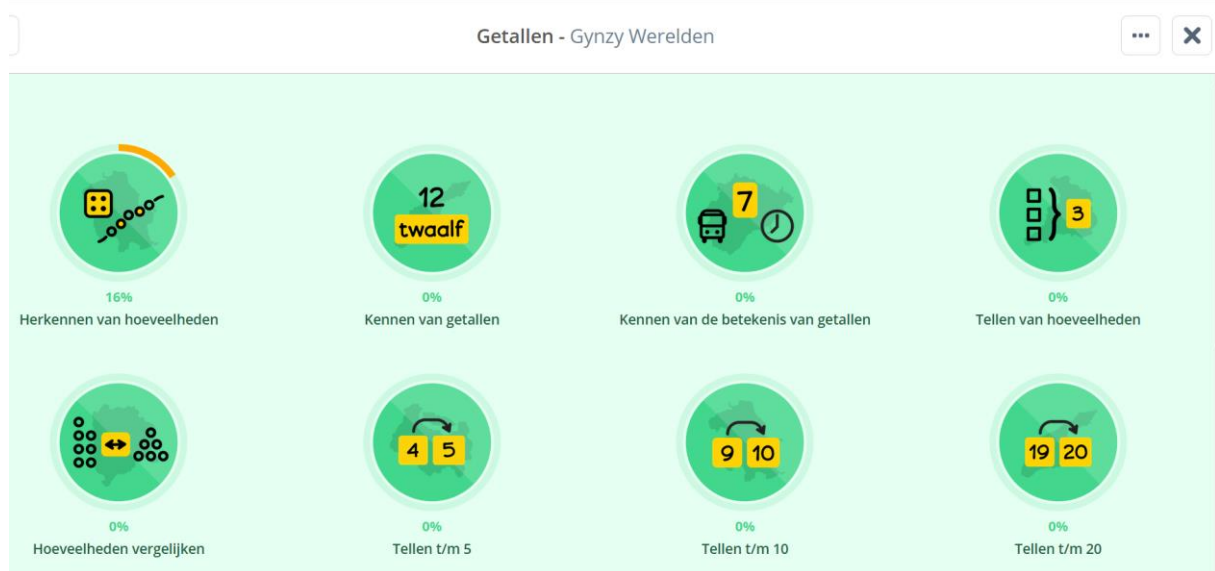 Getallen - Gynzy Werelden
12
twaalf
7
3
16%
0%
0%
0%
Herkennen van hoeveelheden
Kennen van getallen
Kennen van de betekenis van getallen
Tellen van hoeveelheden
4 5
9 10
19 20
0%
0%
0%
0%
Hoeveelheden vergelijken
Tellen t/m 5
Tellen t/m 10
Tellen t/m 20